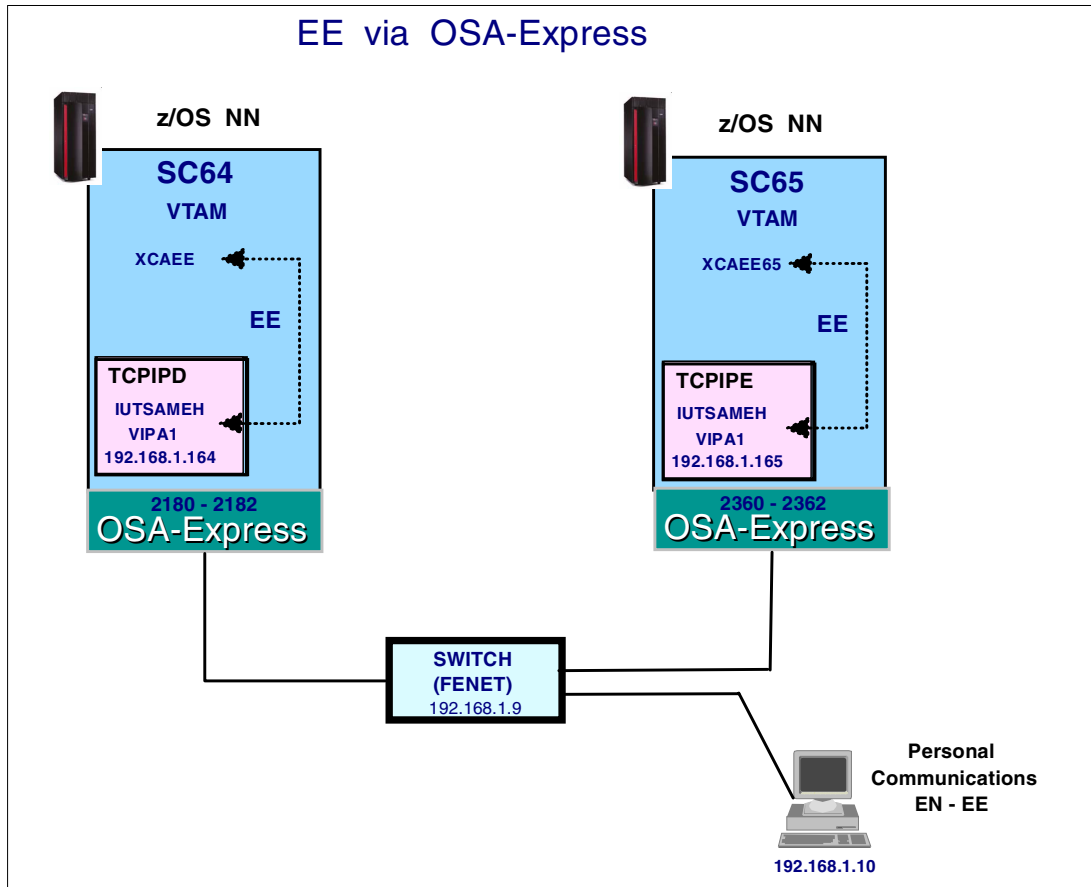 EE via OSA-Express
z/OS NN
SC64
VTAM
XCAEE
EE
TCPIPD
IUTSAMEH
VIPA1
192.168.1.164
2180 - 2182
OSA-Express
z/OS NN
SC65
VTAM
XCAEE65
EE
TCPIPE
IUTSAMEH
VIPA1
192.168.1.165
2360 - 2362
OSA-Express
SWITCH
(FENET)
192.168.1.9
Personal
Communications
EN - EE
192.168.1.10